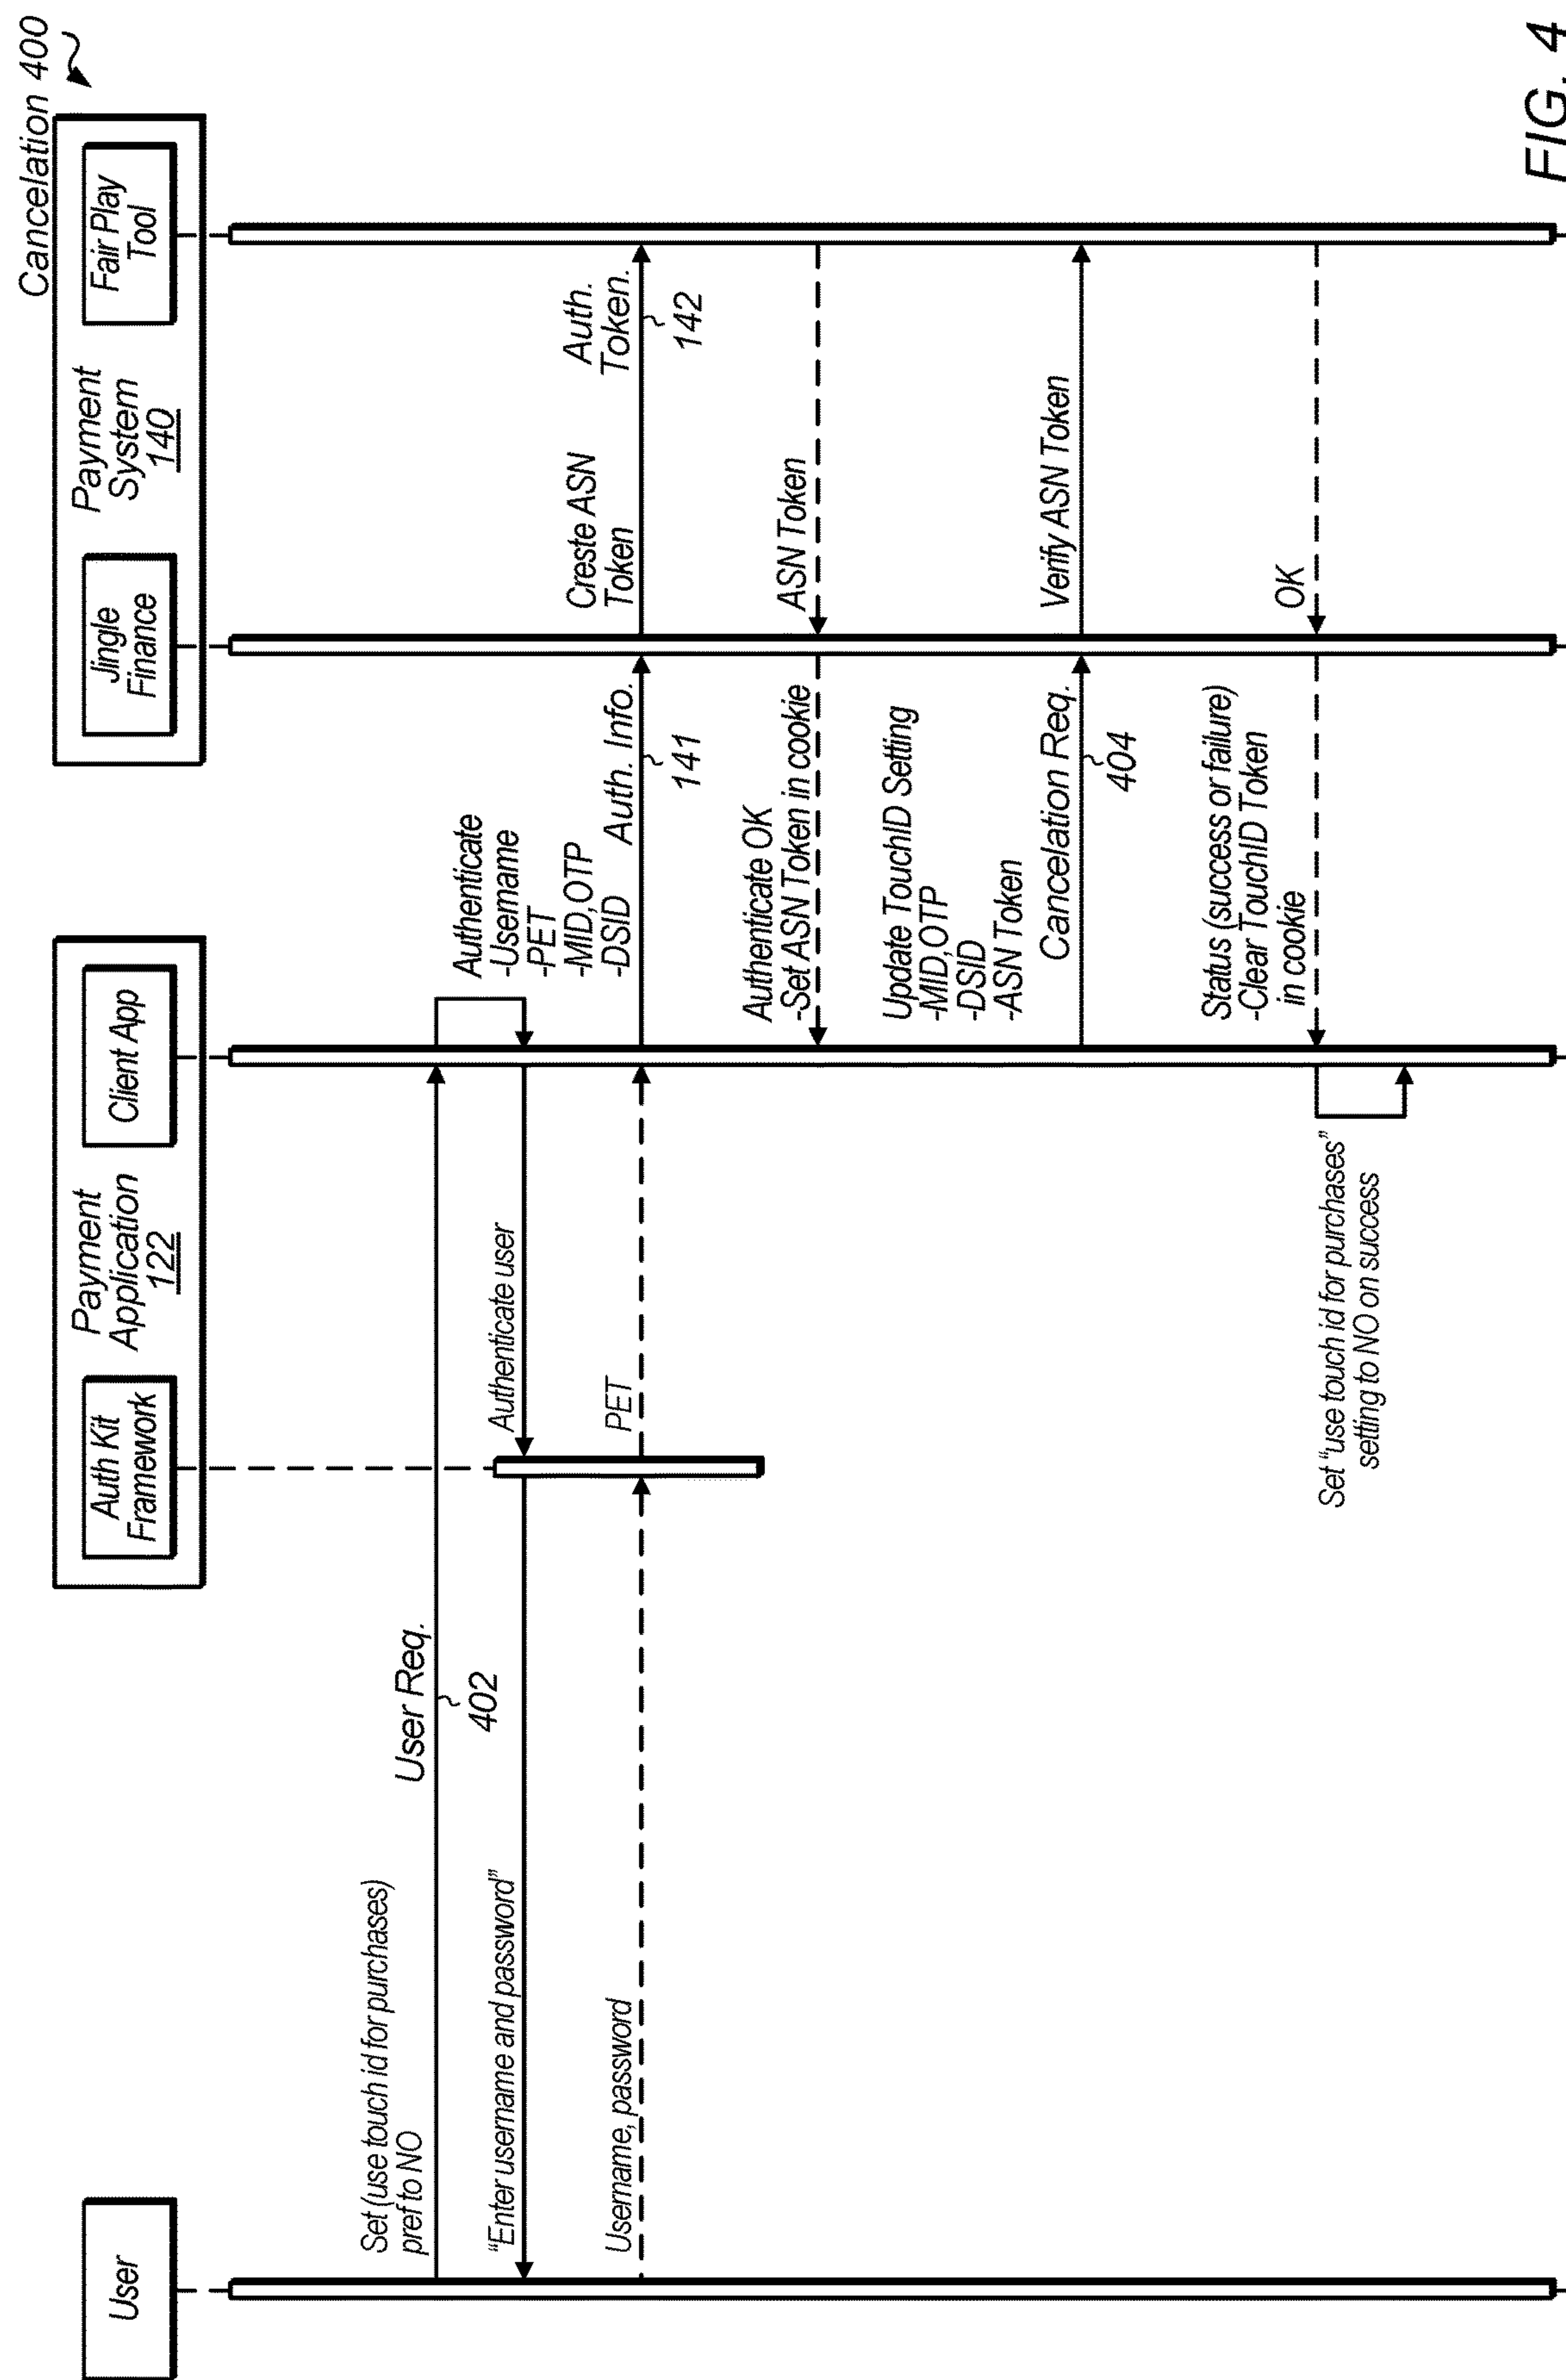 Cancelation 400
User
Payment
Application
122
Auth Kit
Framework
Client App
Payment
System
140
Jingle
Finance
Fair Play
Tool
Set (use touch id for purchases)
pref to NO
User Req.
402
"Enter username and password"
Authenticate user
Authenticate
-Username
-PET
-MID,OTP
-DSID
Username, password
PET
Auth. Info.
141
Creste ASN
Token
Auth.
Token.
142
Authenticate OK
-Set ASN Token in cookie
ASN Token
Update TouchID Setting
-MID,OTP
-DSID
-ASN Token
Cancelation Req.
404
Verify ASN Token
Status (success or failure)
-Clear TouchID Token
in cookie
OK
Set “use touch id for purchases”
setting to NO on success
FIG. 4